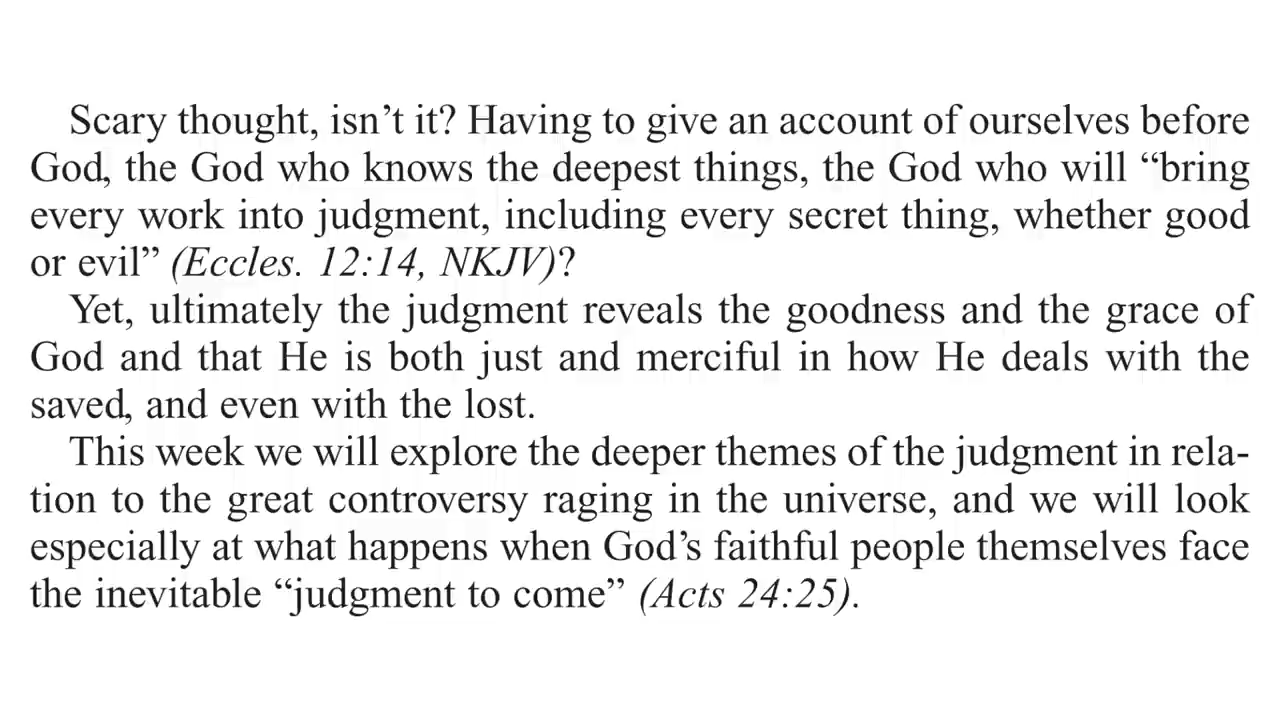 Scary thought, isn’t it? Having to give an account of ourselves before
God, the God who knows the deepest things, the God who will “bring
every work into judgment, including every secret thing, whether good
or evil” (Eccles. 12:14, NKJV)?
Yet, ultimately the judgment reveals the goodness and the grace of
God and that He is both just and merciful in how He deals with the
saved, and even with the lost.
This week we will explore the deeper themes of the judgment in rela-
tion to the great controversy raging in the universe, and we will look
especially at what happens when God’s faithful people themselves face
the inevitable “judgment to come” (Acts 24:25).